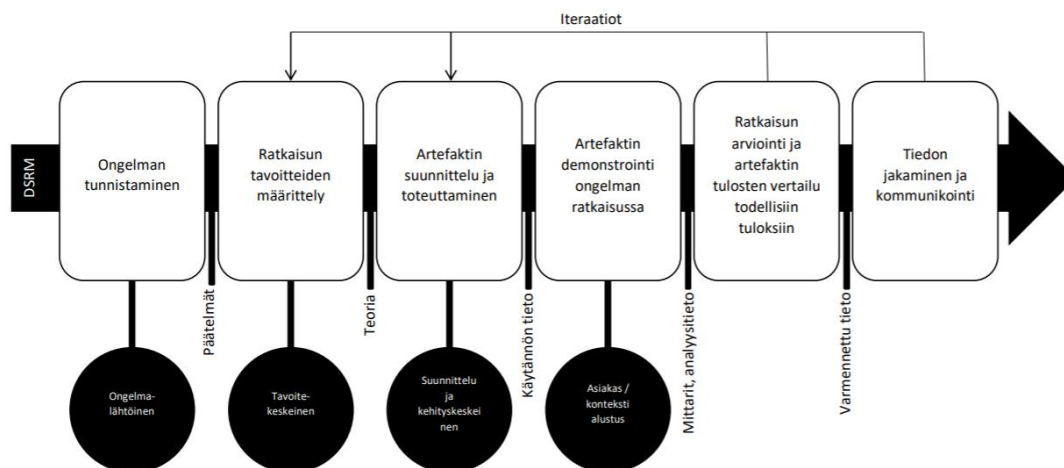 Iteraatiot
DSRM
Ongelman
tunnistaminen
Ratkaisun
tavoitteiden
määrittely
Artefaktin
suunnittelu ja
toteuttaminen
Artefaktin
demonstrointi
ongelman
ratkaisussa
Ratkaisun
arviointi ja
artefaktin
tulosten vertailu
todellisiin
tuloksiin
Tiedon
jakaminen ja
kommunikointi
Päätelmät
Teoria
Käytännön tieto
Mittarit, analyysitieto
Varmennettu tieto
Ongelma-
lähtöinen
Tavoite-
keskeinen
Suunnittelu
ja
kehityskeskei
nen
Asiakas /
konteksti
alustus